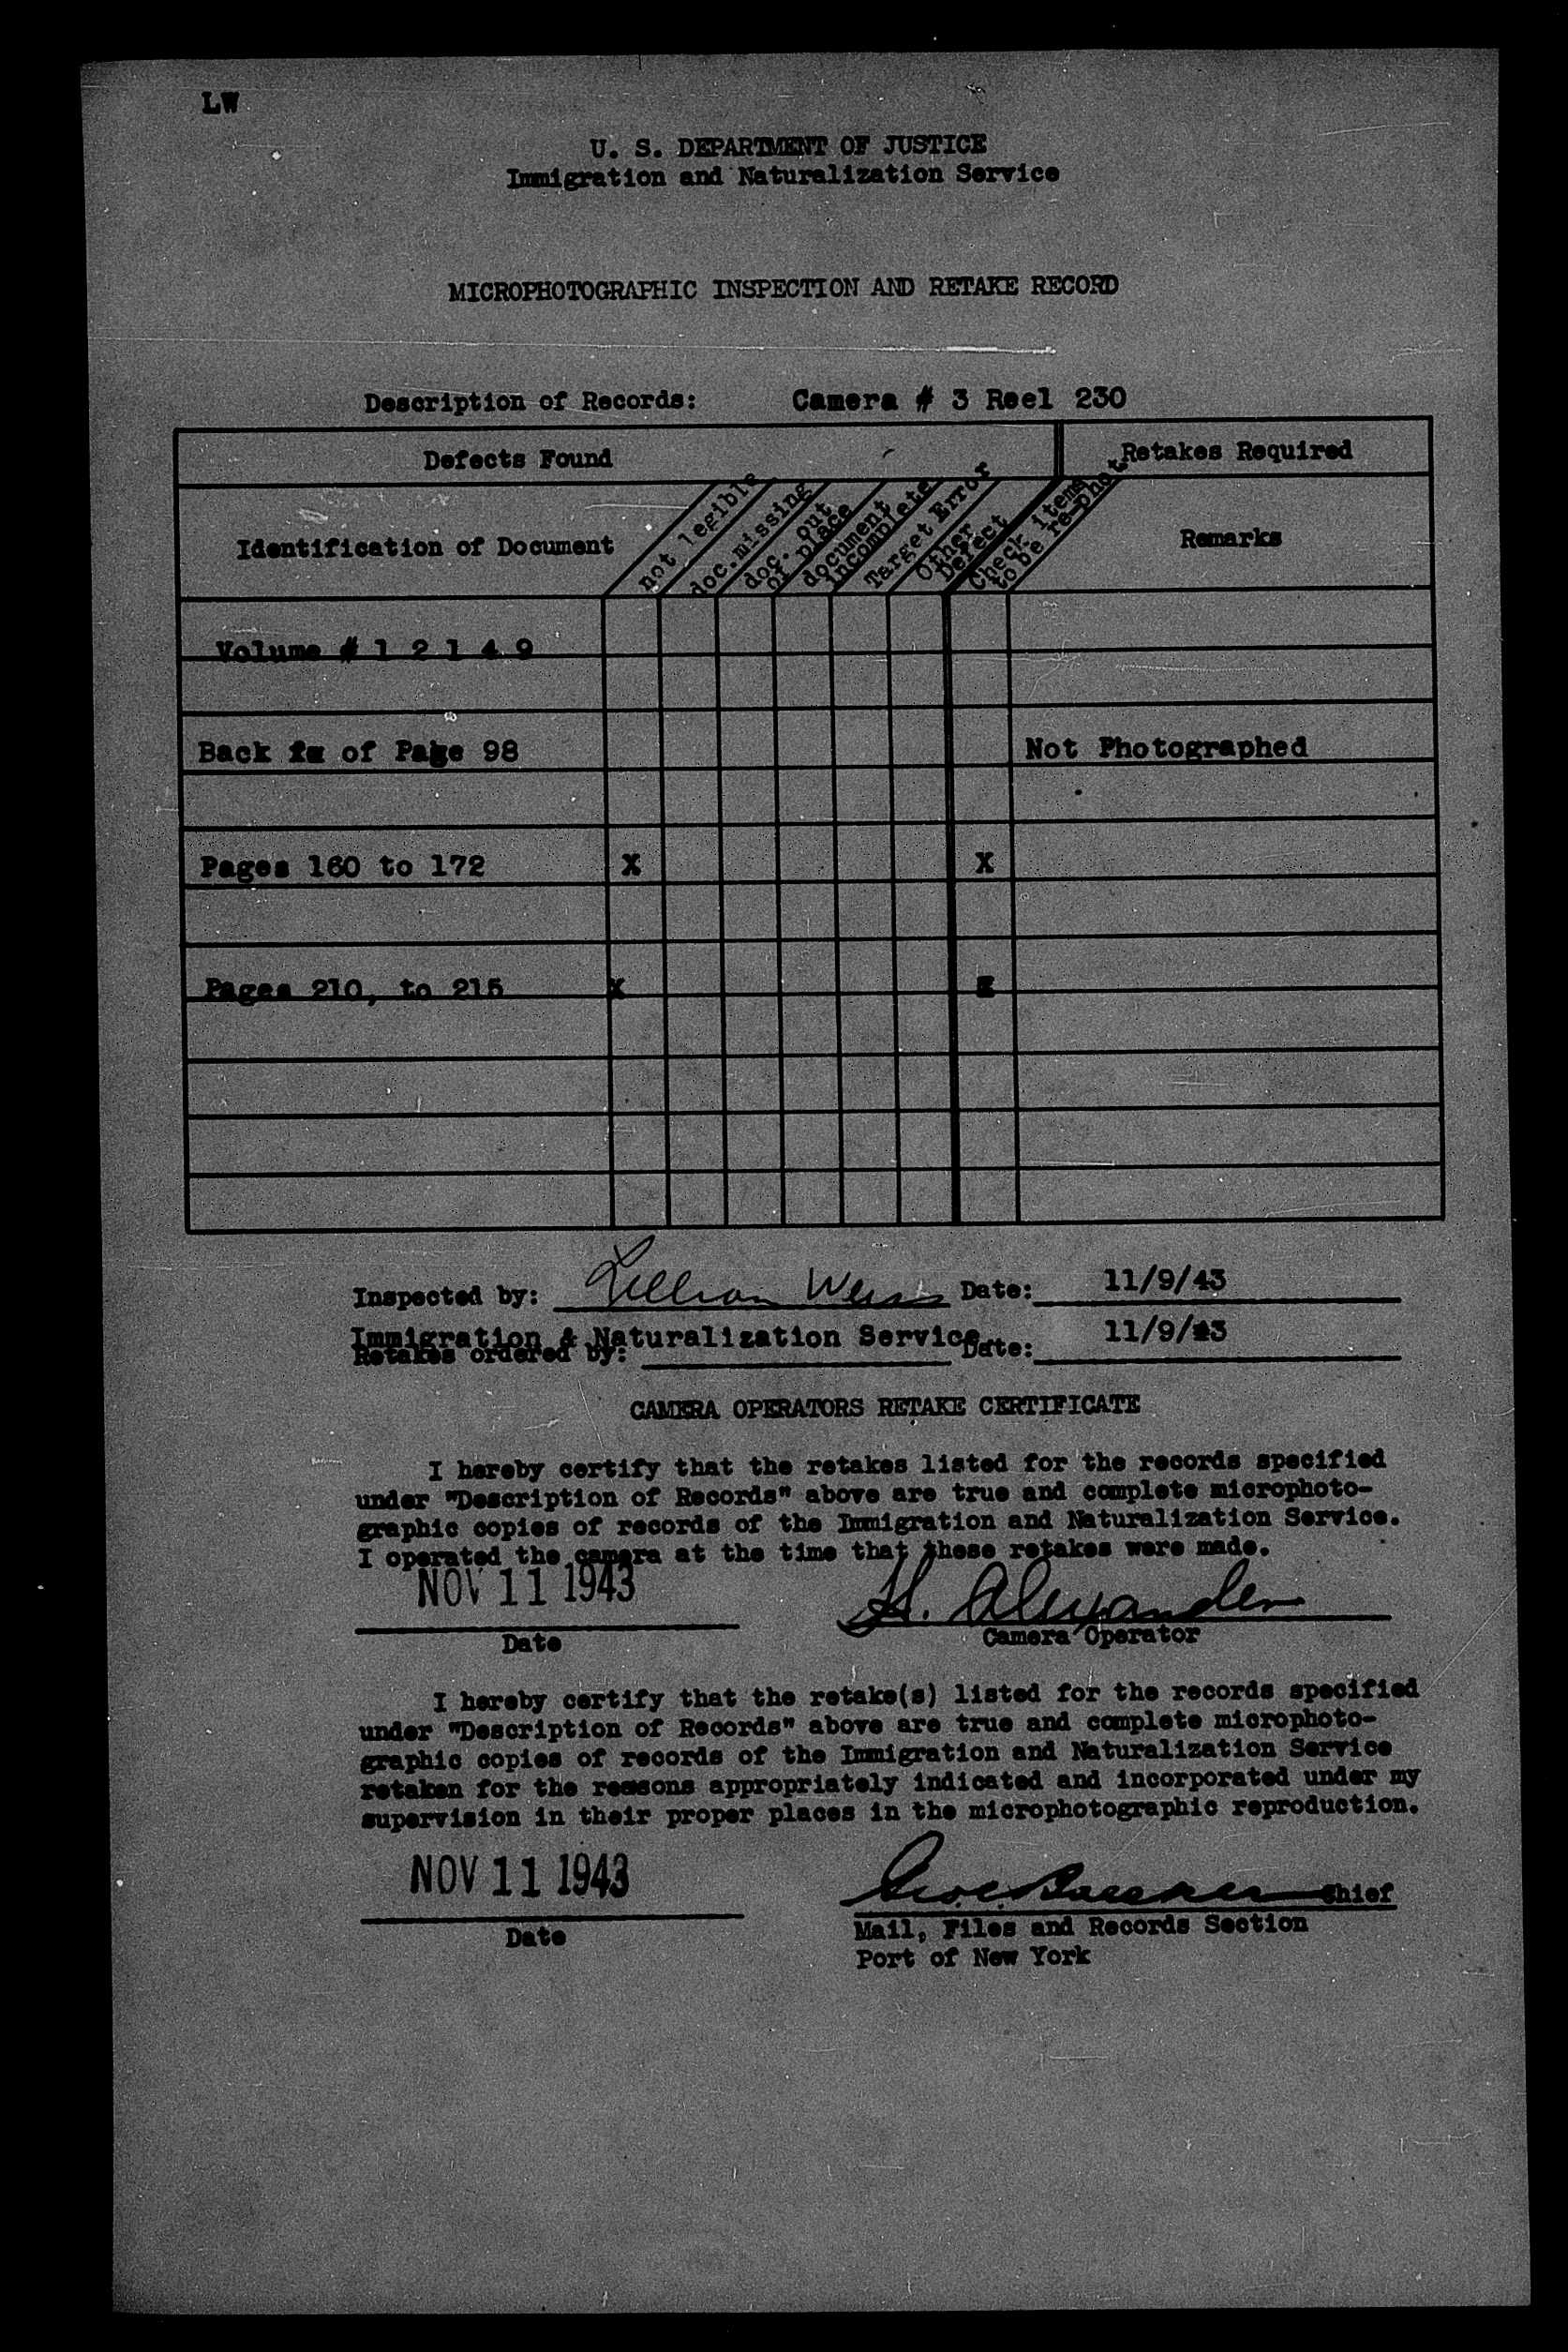 LW
U. S. DEPARTMENT OF JUSTICE
Immigration and Naturalization Service
MICROPHOTOGRAPHIC INSPECTION AND RETAKE RECORD
Description of Records: Camera # 3 Reel 230
Defects Found Retakes Required
Identification of Document
not legible
doc.missing
doc. out
of place
document
incomplete
Target Error
Other
Defect
Check items
to be re-phot
Remarks
Volume # 1 2 1 4 9
Back of Page 98 Not Photographed
Pages 160 to 172 X X
Pages 210, to 215 X
Inspected by: Lillian Weiss Date: 11/9/43
Immigration & Naturalization Service 11/9/43
Retakes ordered by: Date:
CAMERA OPERATORS RETAKE CERTIFICATE
I hereby certify that the retakes listed for the records specified
under "Description of Records" above are true and complete microphoto-
graphic copies of records of the Immigration and Naturalization Service.
I operated the camera at the time that these retakes were made.
NOV 11 1943 H. Alexander
Date Camera Operator
I hereby certify that the retake(s) listed for the records specified
under "Description of Records" above are true and complete microphoto-
graphic copies of records of the Immigration and Naturalization Service
retaken for the reasons appropriately indicated and incorporated under my
supervision in their proper places in the microphotographic reproduction.
NOV 11 1943 Chief
Date Mail, Files and Records Section
Port of New York